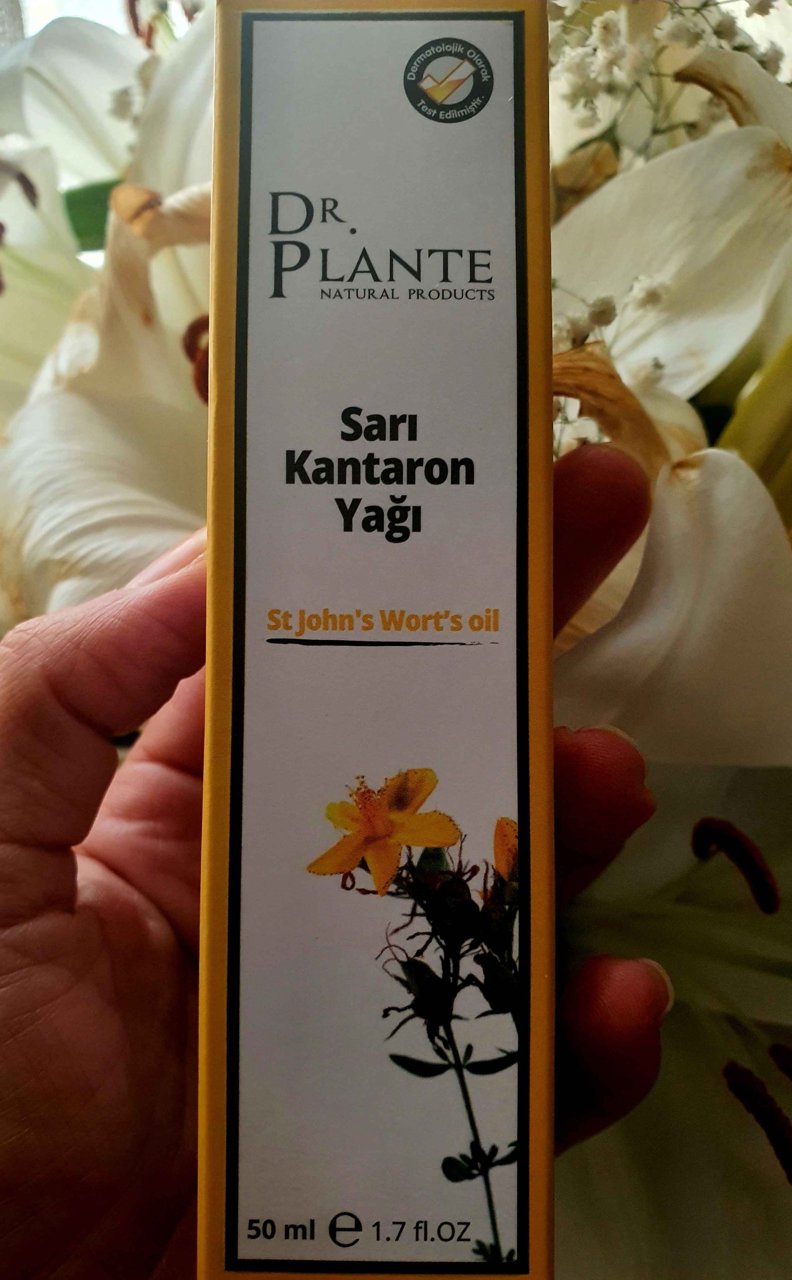 Dermatolojik Olarak
Test Edilmiştir.
DR.
PLANTE
NATURAL PRODUCTS
Sarı
Kantaron
Yağı
St John's Wort’s oil
50 ml ℮ 1.7 fl.OZ